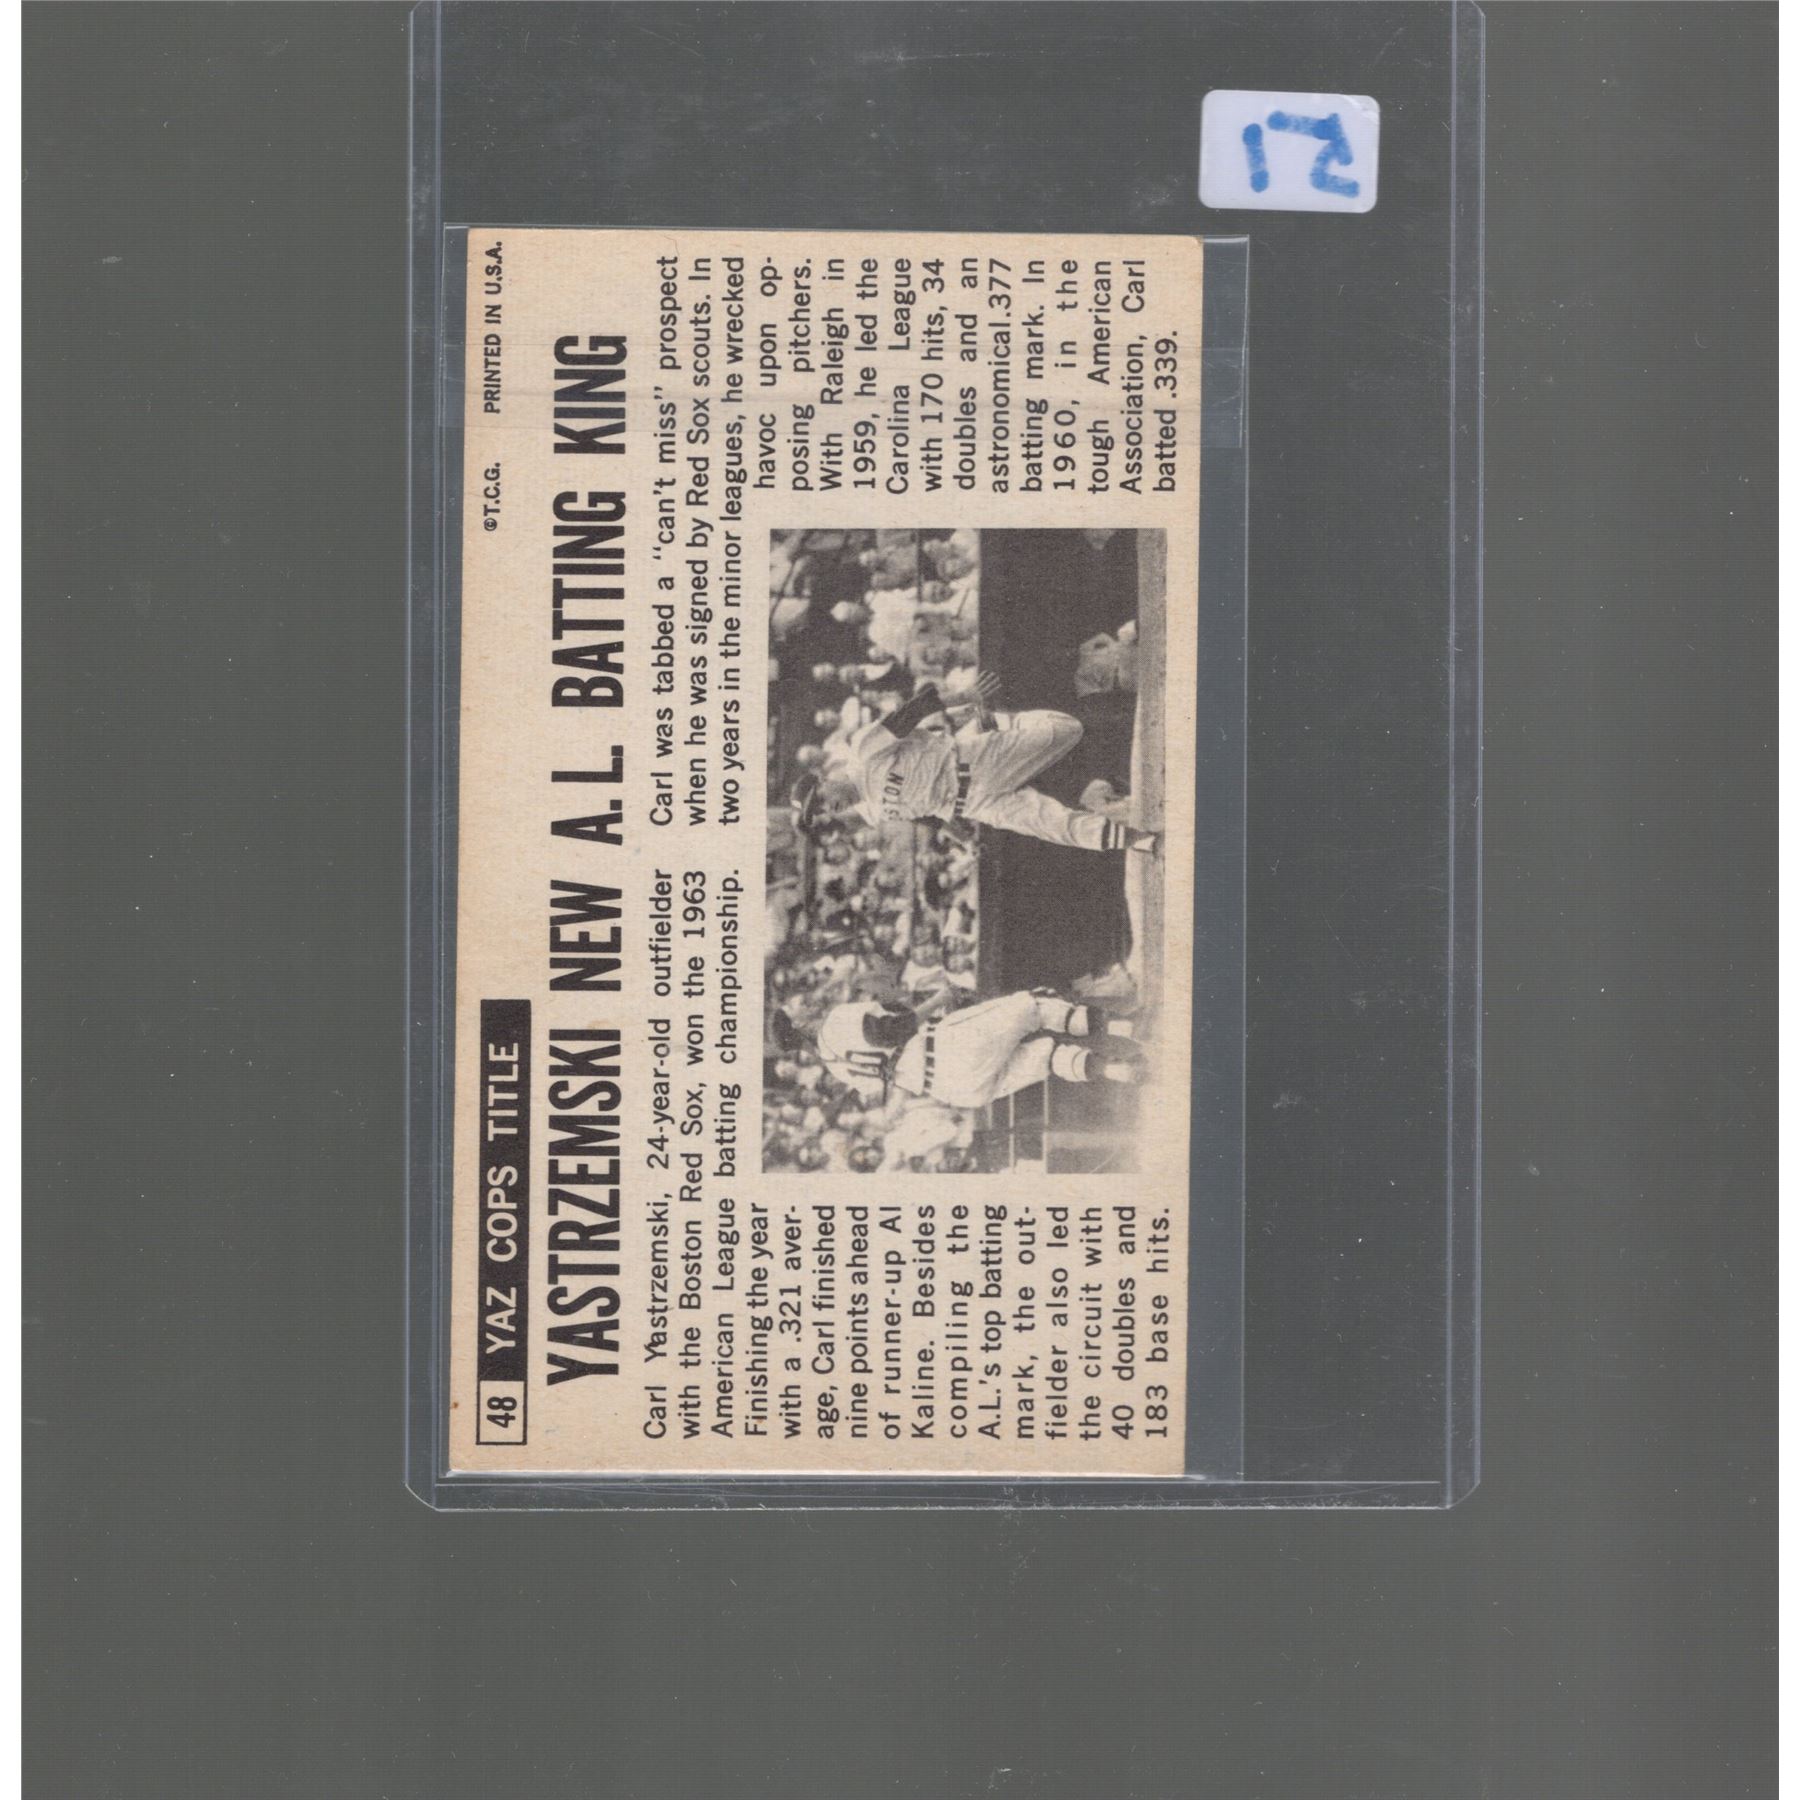 48 YAZ COPS TITLE ©T.C.G. PRINTED IN U.S.A.
YASTRZEMSKI NEW A.L. BATTING KING
Carl Yastrzemski, 24-year-old outfielder
with the Boston Red Sox, won the 1963
American League batting championship.
Finishing the year
with a .321 aver-
age, Carl finished
nine points ahead
of runner-up Al
Kaline. Besides
compiling the
A.L.'s top batting
mark, the out-
fielder also led
the circuit with
40 doubles and
183 base hits.
Carl was tabbed a "can't miss" prospect
when he was signed by Red Sox scouts. In
two years in the minor leagues, he wrecked
havoc upon op-
posing pitchers.
With Raleigh in
1959, he led the
Carolina League
with 170 hits, 34
doubles and an
astronomical .377
batting mark. In
1960, in the
tough American
Association, Carl
batted .339.
STON
10